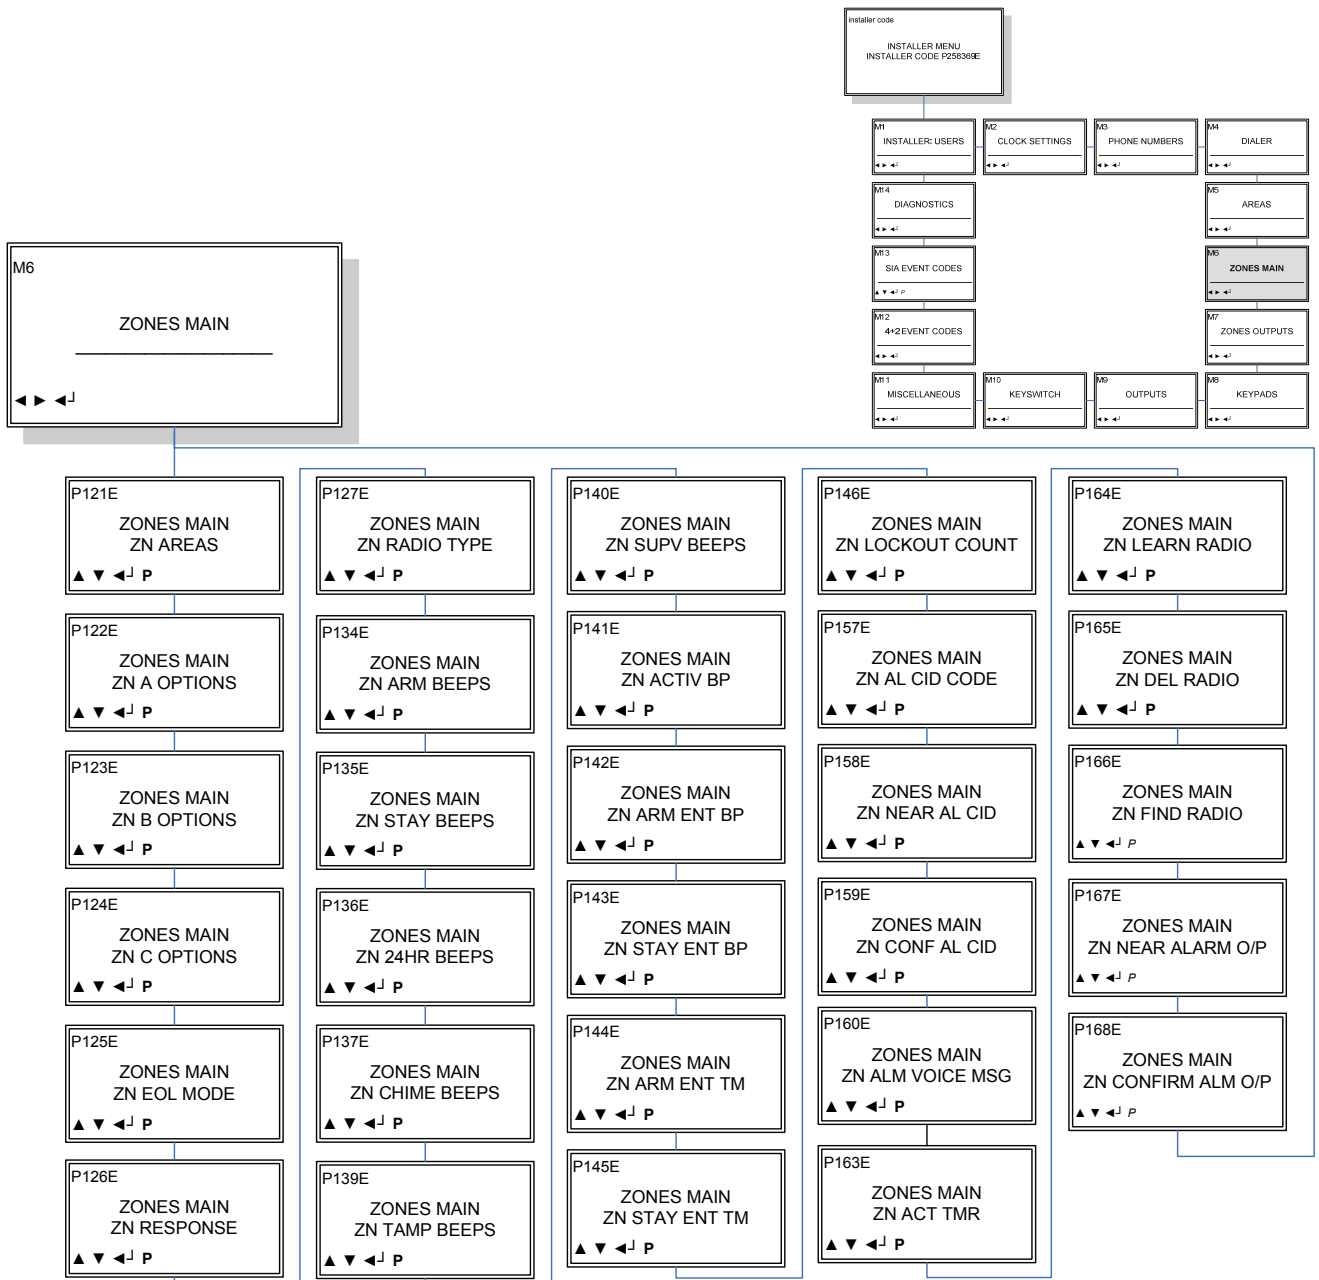 installer code
INSTALLER MENU
INSTALLER CODE P258369E
M1
INSTALLER: USERS
◄ ► ◄┘
M2
CLOCK SETTINGS
◄ ► ◄┘
M3
PHONE NUMBERS
◄ ► ◄┘
M4
DIALER
◄ ► ◄┘
M14
DIAGNOSTICS
◄ ► ◄┘
M5
AREAS
◄ ► ◄┘
M13
SIA EVENT CODES
▲ ▼ ◄┘ P
M6
ZONES MAIN
◄ ► ◄┘
M12
4+2 EVENT CODES
◄ ► ◄┘
M7
ZONES OUTPUTS
◄ ► ◄┘
M11
MISCELLANEOUS
◄ ► ◄┘
M10
KEYSWITCH
◄ ► ◄┘
M9
OUTPUTS
◄ ► ◄┘
M8
KEYPADS
◄ ► ◄┘
M6
ZONES MAIN
◄ ► ◄┘
P121E
ZONES MAIN
ZN AREAS
▲ ▼ ◄┘ P
P122E
ZONES MAIN
ZN A OPTIONS
▲ ▼ ◄┘ P
P123E
ZONES MAIN
ZN B OPTIONS
▲ ▼ ◄┘ P
P124E
ZONES MAIN
ZN C OPTIONS
▲ ▼ ◄┘ P
P125E
ZONES MAIN
ZN EOL MODE
▲ ▼ ◄┘ P
P126E
ZONES MAIN
ZN RESPONSE
▲ ▼ ◄┘ P
P127E
ZONES MAIN
ZN RADIO TYPE
▲ ▼ ◄┘ P
P134E
ZONES MAIN
ZN ARM BEEPS
▲ ▼ ◄┘ P
P135E
ZONES MAIN
ZN STAY BEEPS
▲ ▼ ◄┘ P
P136E
ZONES MAIN
ZN 24HR BEEPS
▲ ▼ ◄┘ P
P137E
ZONES MAIN
ZN CHIME BEEPS
▲ ▼ ◄┘ P
P139E
ZONES MAIN
ZN TAMP BEEPS
▲ ▼ ◄┘ P
P140E
ZONES MAIN
ZN SUPV BEEPS
▲ ▼ ◄┘ P
P141E
ZONES MAIN
ZN ACTIV BP
▲ ▼ ◄┘ P
P142E
ZONES MAIN
ZN ARM ENT BP
▲ ▼ ◄┘ P
P143E
ZONES MAIN
ZN STAY ENT BP
▲ ▼ ◄┘ P
P144E
ZONES MAIN
ZN ARM ENT TM
▲ ▼ ◄┘ P
P145E
ZONES MAIN
ZN STAY ENT TM
▲ ▼ ◄┘ P
P146E
ZONES MAIN
ZN LOCKOUT COUNT
▲ ▼ ◄┘ P
P157E
ZONES MAIN
ZN AL CID CODE
▲ ▼ ◄┘ P
P158E
ZONES MAIN
ZN NEAR AL CID
▲ ▼ ◄┘ P
P159E
ZONES MAIN
ZN CONF AL CID
▲ ▼ ◄┘ P
P160E
ZONES MAIN
ZN ALM VOICE MSG
▲ ▼ ◄┘ P
P163E
ZONES MAIN
ZN ACT TMR
▲ ▼ ◄┘ P
P164E
ZONES MAIN
ZN LEARN RADIO
▲ ▼ ◄┘ P
P165E
ZONES MAIN
ZN DEL RADIO
▲ ▼ ◄┘ P
P166E
ZONES MAIN
ZN FIND RADIO
▲ ▼ ◄┘ P
P167E
ZONES MAIN
ZN NEAR ALARM O/P
▲ ▼ ◄┘ P
P168E
ZONES MAIN
ZN CONFIRM ALM O/P
▲ ▼ ◄┘ P